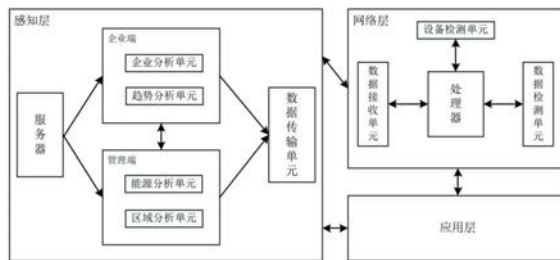 感知层
服务器
企业端
企业分析单元
趋势分析单元
管理端
能源分析单元
区域分析单元
数据传输单元
网络层
设备检测单元
数据接收单元
处理器
数据检测单元
应用层